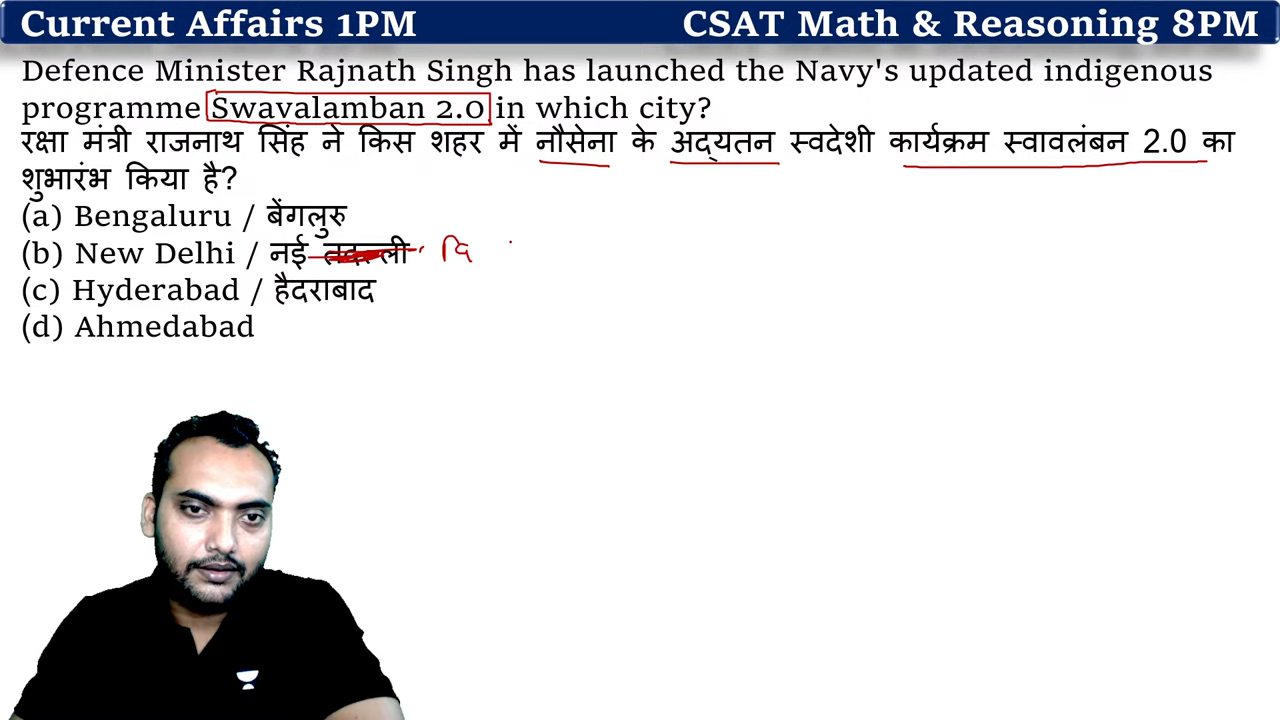 Current Affairs 1PM
CSAT Math & Reasoning 8PM
Defence Minister Rajnath Singh has launched the Navy's updated indigenous
programme Swavalamban 2.0 in which city?
रक्षा मंत्री राजनाथ सिंह ने किस शहर में नौसेना के अद्यतन स्वदेशी कार्यक्रम स्वावलंबन 2.0 का
शुभारंभ किया है?
(a) Bengaluru / बेंगलुरु
(b) New Delhi / नई दि
(c) Hyderabad / हैदराबाद
(d) Ahmedabad